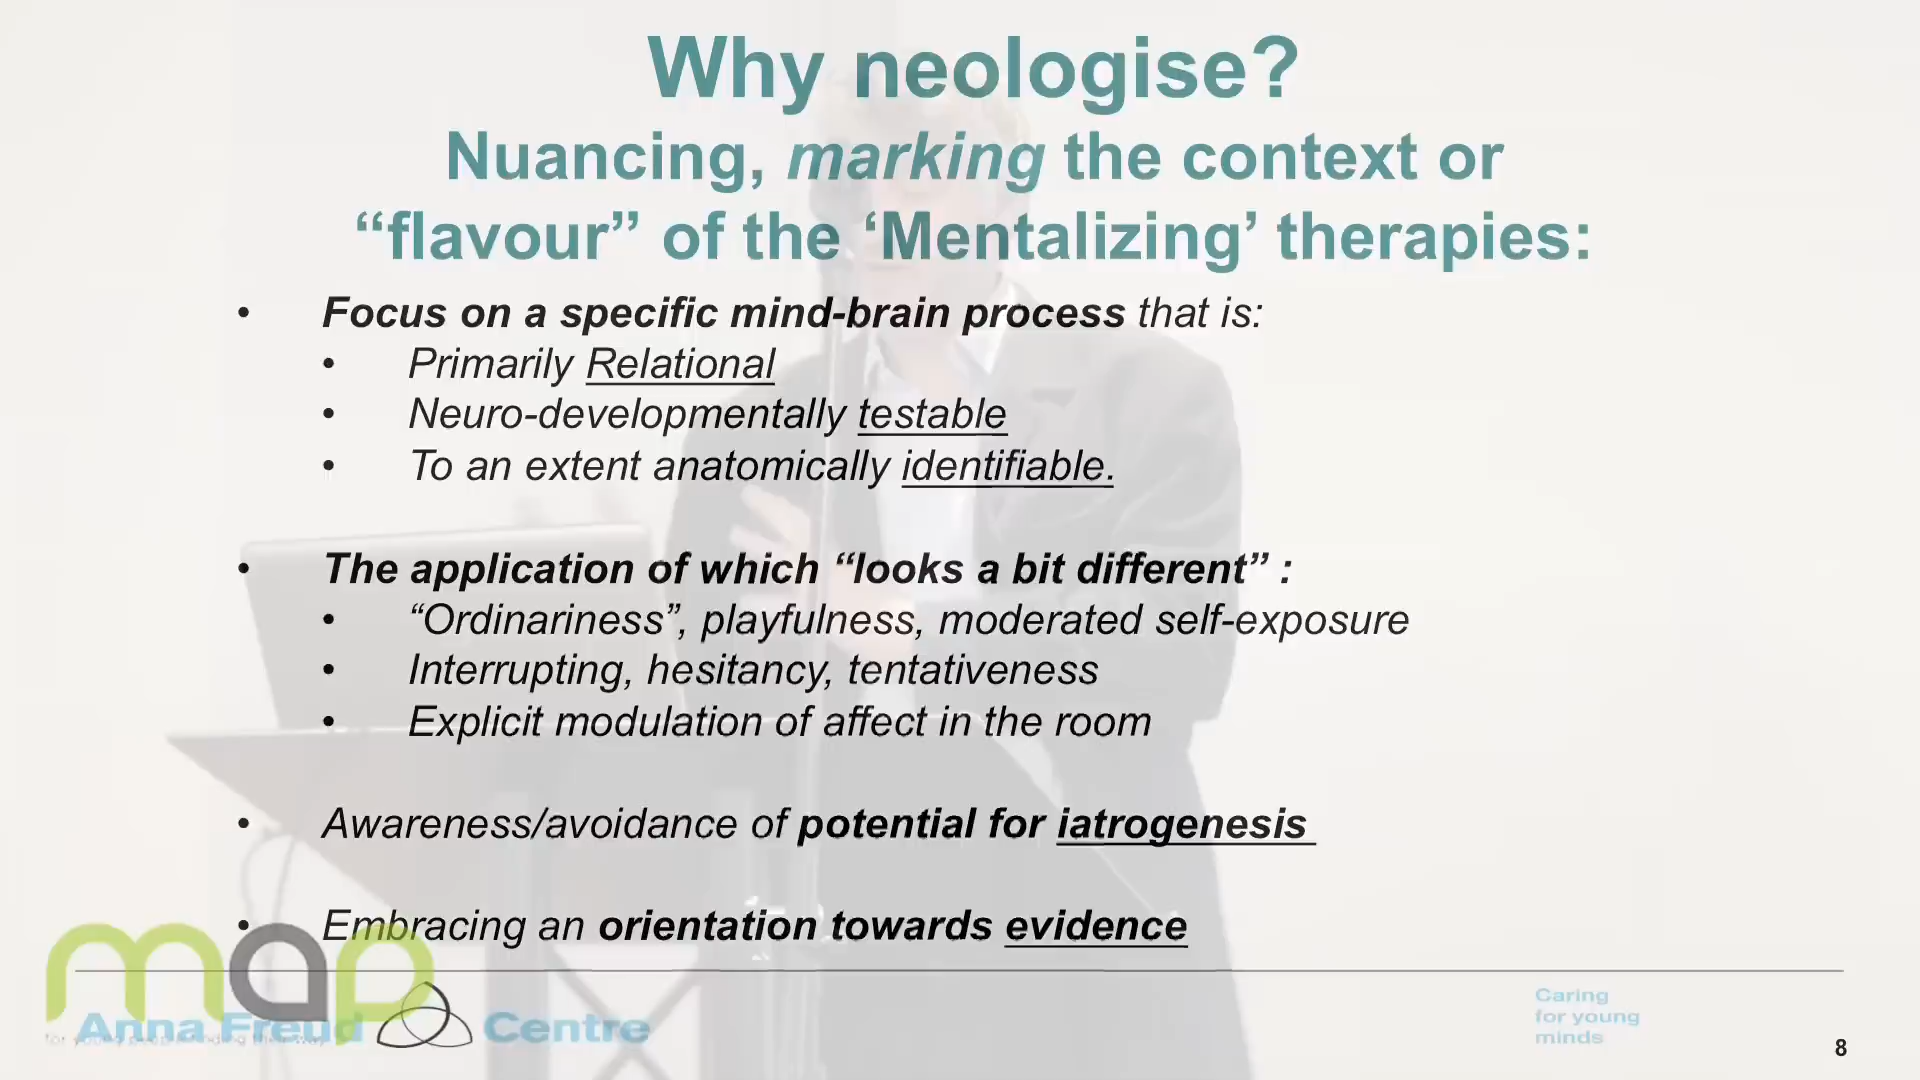 Why neologise?
Nuancing, marking the context or
“flavour” of the ‘Mentalizing’ therapies:
• Focus on a specific mind-brain process that is:
• Primarily Relational
• Neuro-developmentally testable
• To an extent anatomically identifiable.
• The application of which “looks a bit different” :
• “Ordinariness”, playfulness, moderated self-exposure
• Interrupting, hesitancy, tentativeness
• Explicit modulation of affect in the room
• Awareness/avoidance of potential for iatrogenesis
• Embracing an orientation towards evidence
map
Anna Freud Centre
Caring
for young
minds
8